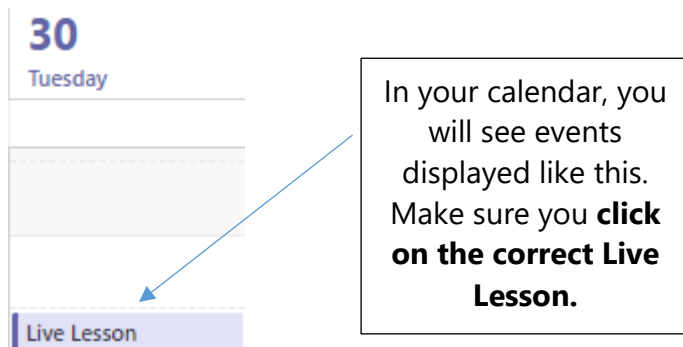 30
Tuesday
In your calendar, you
will see events
displayed like this.
Make sure you click
on the correct Live
Lesson.
Live Lesson